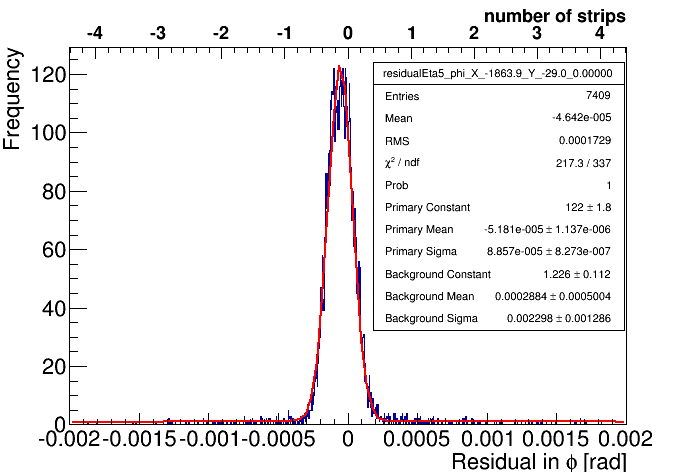 number of strips
-4 -3 -2 -1 0 1 2 3 4
Frequency
120
100
80
60
40
20
0
residualEta5_phi_X_-1863.9_Y_-29.0_0.00000
Entries 7409
Mean -4.642e-005
RMS 0.0001729
χ² / ndf 217.3 / 337
Prob 1
Primary Constant 122 ± 1.8
Primary Mean -5.181e-005 ± 1.137e-006
Primary Sigma 8.857e-005 ± 8.273e-007
Background Constant 1.226 ± 0.112
Background Mean 0.0002884 ± 0.0005004
Background Sigma 0.002298 ± 0.001286
-0.002 -0.0015 -0.001 -0.0005 0 0.0005 0.001 0.0015 0.002
Residual in ϕ [rad]